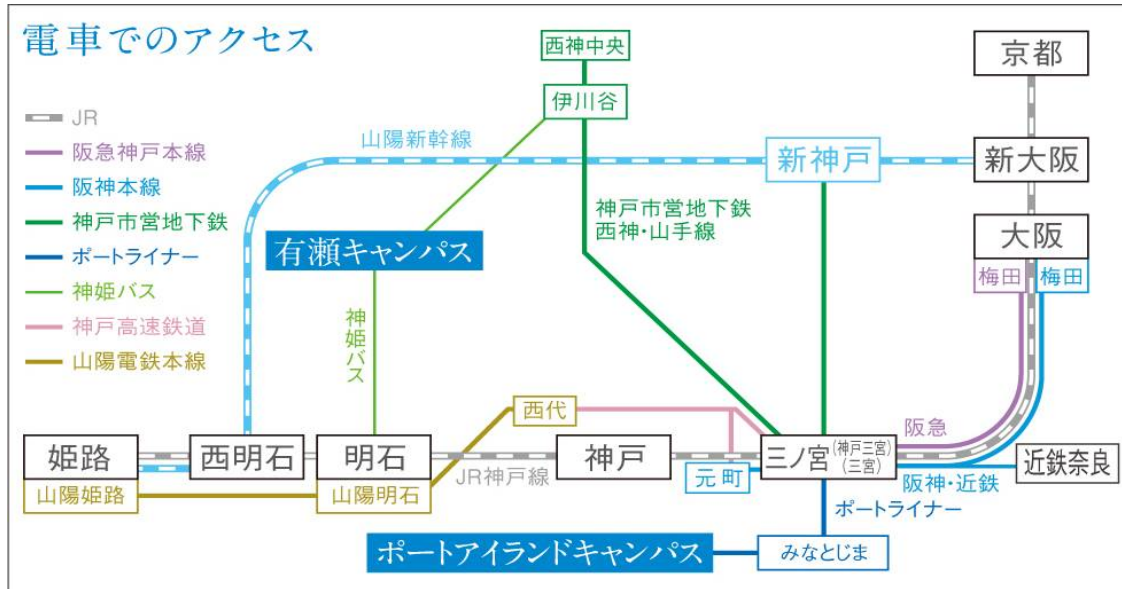 電車でのアクセス
JR
阪急神戸本線
阪神本線
神戸市営地下鉄
ポートライナー
神姫バス
神戸高速鉄道
山陽電鉄本線
西神中央
伊川谷
京都
山陽新幹線
新神戸
新大阪
神戸市営地下鉄
西神・山手線
大阪
梅田
梅田
有瀬キャンパス
神姫バス
西代
阪急
姫路
西明石
明石
神戸
三ノ宮
(神戸三宮)
(三宮)
近鉄奈良
山陽姫路
山陽明石
JR神戸線
元町
阪神・近鉄
ポートライナー
ポートアイランドキャンパス
みなとじま